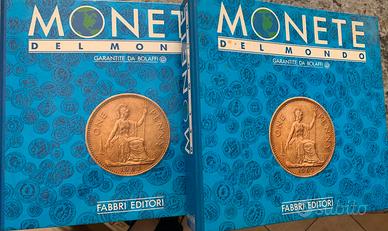 MONETE
DEL MONDO
GARANTITE DA BOLAFFI
ONE PENNY
FABBRI EDITORI
MONETE
DEL MONDO
GARANTITE DA BOLAFFI
ONE PENNY
FABBRI EDITORI
subito